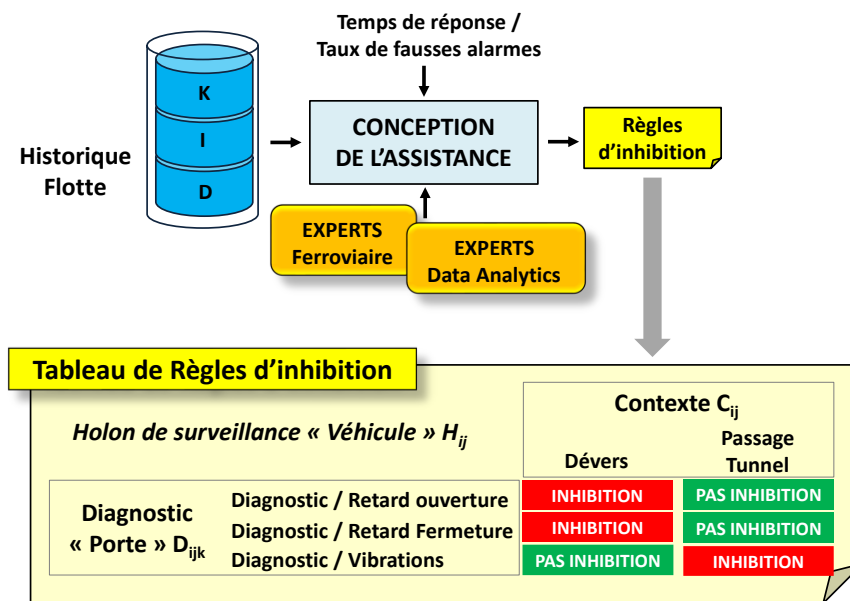 Temps de réponse /
Taux de fausses alarmes
K
I
D
Historique
Flotte
CONCEPTION
DE L’ASSISTANCE
Règles
d’inhibition
EXPERTS
Ferroviaire
EXPERTS
Data Analytics
Tableau de Règles d’inhibition
Holon de surveillance « Véhicule » Hij
Contexte Cij
Dévers
Passage
Tunnel
Diagnostic
« Porte » Dijk
Diagnostic / Retard ouverture
INHIBITION
PAS INHIBITION
Diagnostic / Retard Fermeture
INHIBITION
PAS INHIBITION
Diagnostic / Vibrations
PAS INHIBITION
INHIBITION